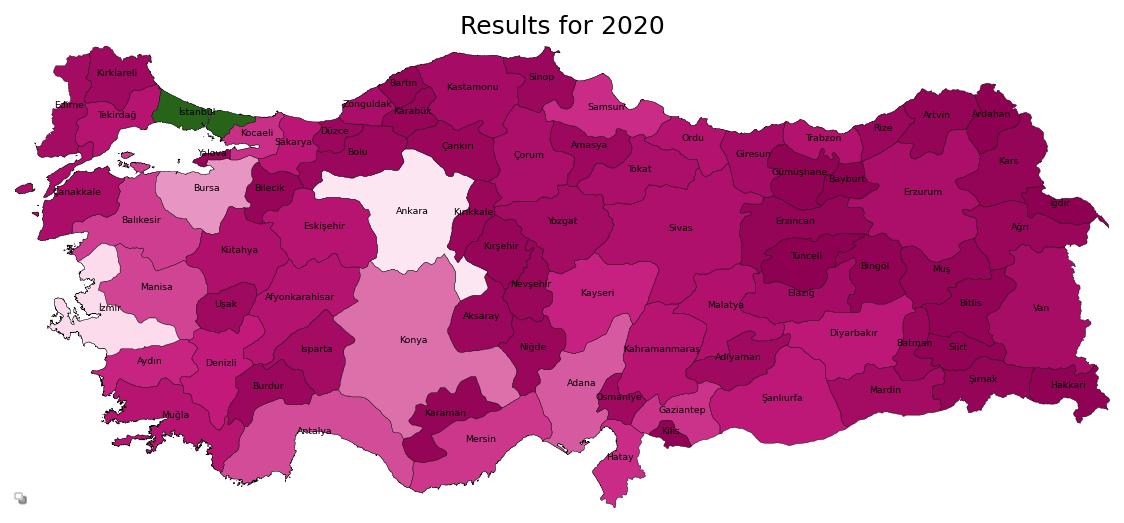 Results for 2020
Kırklareli
Edirne
Tekirdağ
İstanbul
Kocaeli
Yalova
Sakarya
Düzce
Zonguldak
Bartın
Karabük
Kastamonu
Sinop
Samsun
Bolu
Çankırı
Çorum
Amasya
Tokat
Ordu
Giresun
Trabzon
Gümüşhane
Bayburt
Rize
Artvin
Ardahan
Kars
Iğdır
Ağrı
Erzurum
Erzincan
Çanakkale
Balıkesir
Bursa
Bilecik
Eskişehir
Ankara
Kırıkkale
Kırşehir
Yozgat
Sivas
Tunceli
Bingöl
Muş
Bitlis
Van
Elazığ
Malatya
Kütahya
Manisa
İzmir
Uşak
Afyonkarahisar
Konya
Aksaray
Nevşehir
Niğde
Kayseri
Kahramanmaraş
Adıyaman
Diyarbakır
Batman
Siirt
Şırnak
Hakkari
Mardin
Şanlıurfa
Gaziantep
Kilis
Osmaniye
Adana
Hatay
Mersin
Karaman
Antalya
Isparta
Burdur
Denizli
Aydın
Muğla